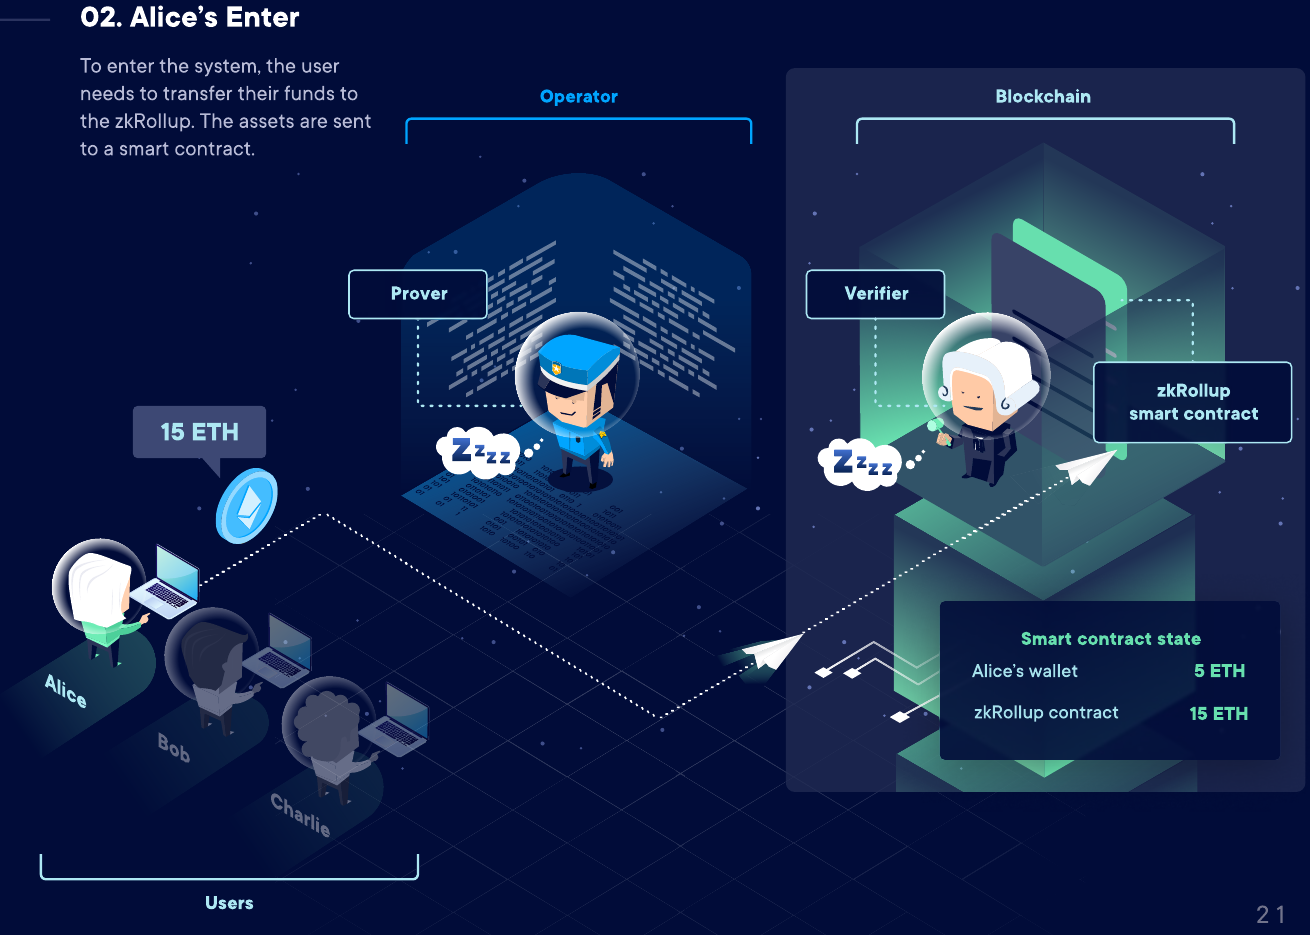 02. Alice’s Enter
To enter the system, the user
needs to transfer their funds to
the zkRollup. The assets are sent
to a smart contract.
Operator
Blockchain
Prover
Verifier
zkRollup
smart contract
15 ETH
Zzzz
Zzzz
Alice
Bob
Charlie
Smart contract state
Alice’s wallet 5 ETH
zkRollup contract 15 ETH
Users
21